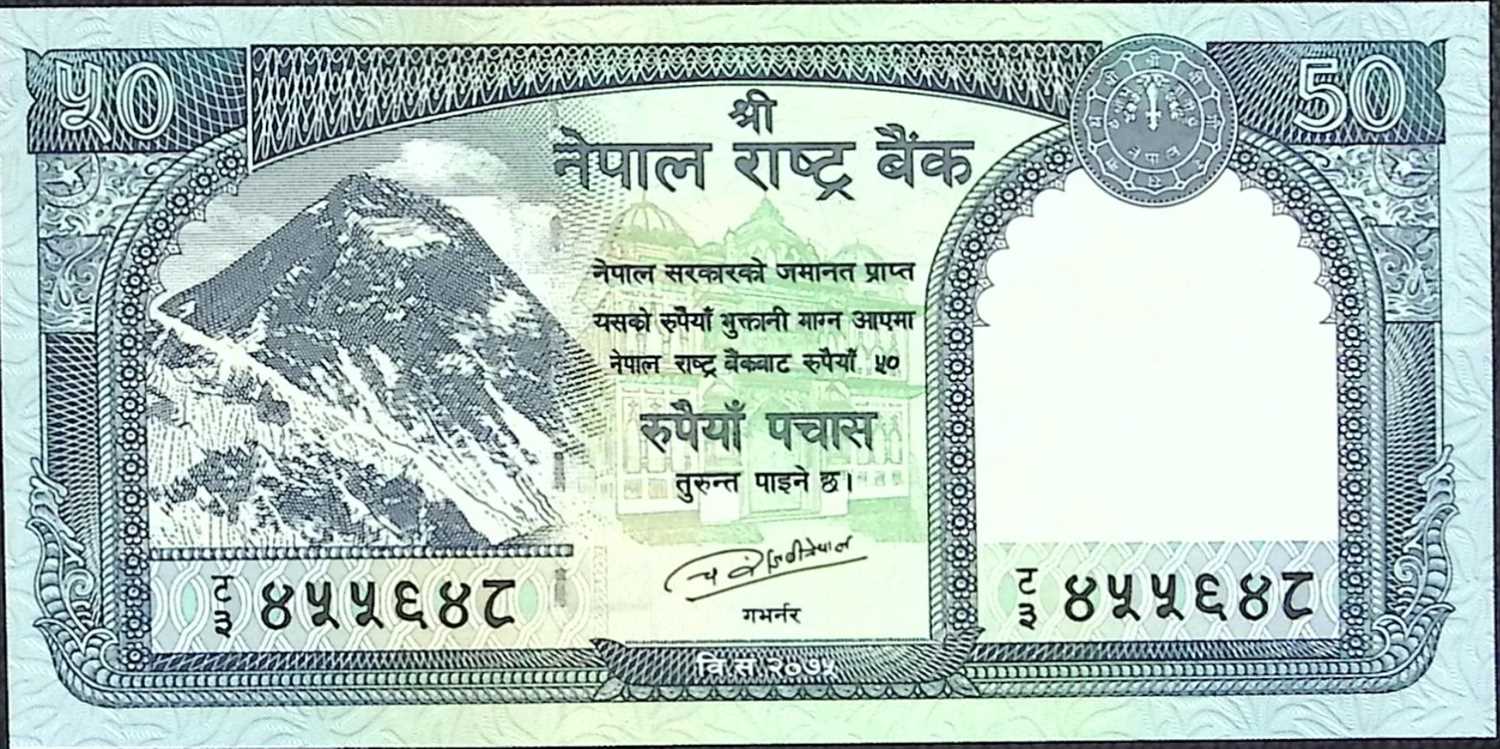 ५०
50
श्री
नेपाल राष्ट्र बैंक
नेपाल
नेपाल सरकारको जमानत प्राप्त
यसको रुपैयाँ भुक्तानी माग्न आएमा
नेपाल राष्ट्र बैंकबाट रुपैयाँ ५०
रुपैयाँ पचास
तुरुन्त पाइने छ।
गभर्नर
ट
३ ४५५६४८
ट
३ ४५५६४८
वि.सं.२०७५